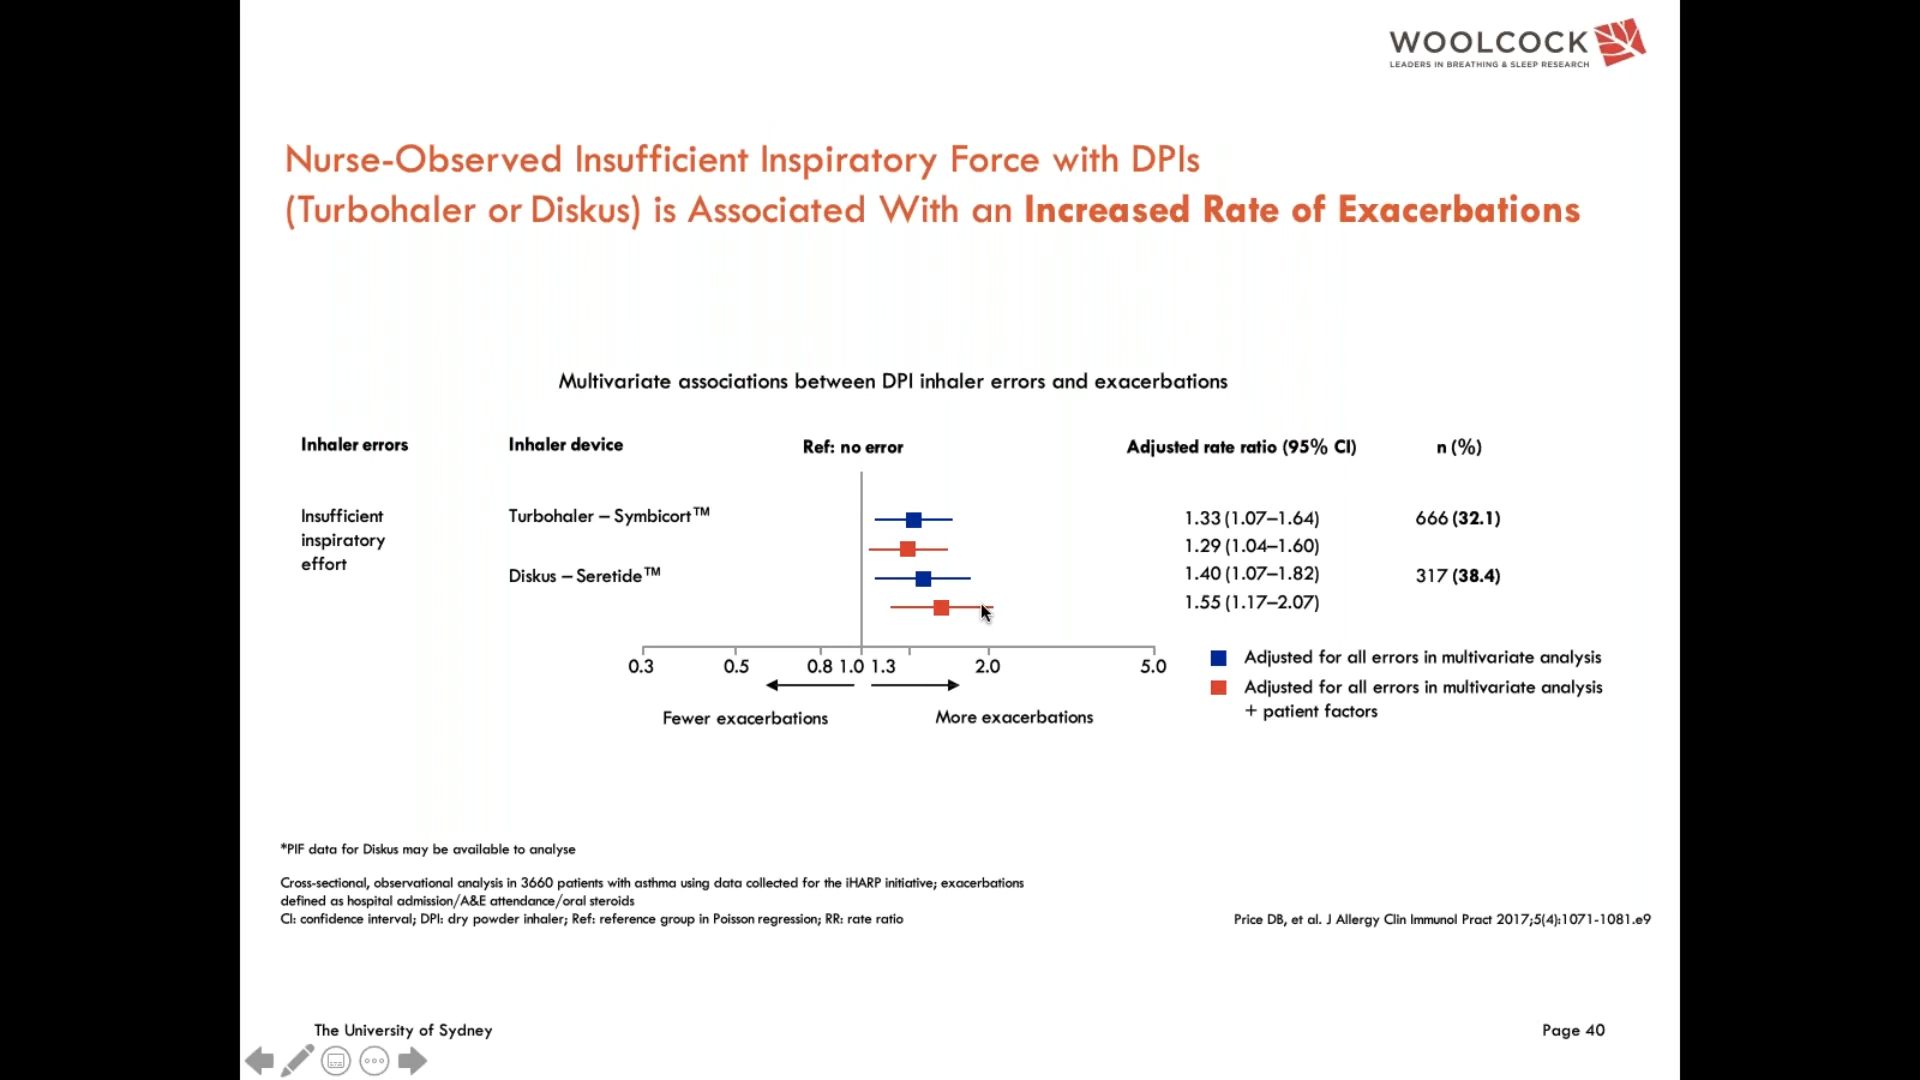 WOOLCOCK
LEADERS IN BREATHING & SLEEP RESEARCH
Nurse-Observed Insufficient Inspiratory Force with DPIs
(Turbohaler or Diskus) is Associated With an Increased Rate of Exacerbations
Multivariate associations between DPI inhaler errors and exacerbations
Inhaler errors Inhaler device Ref: no error Adjusted rate ratio (95% CI) n (%)
Insufficient
inspiratory
effort
Turbohaler – Symbicort™ 1.33 (1.07–1.64) 666 (32.1)
1.29 (1.04–1.60)
Diskus – Seretide™ 1.40 (1.07–1.82) 317 (38.4)
1.55 (1.17–2.07)
0.3 0.5 0.8 1.0 1.3 2.0 5.0
Fewer exacerbations More exacerbations
Adjusted for all errors in multivariate analysis
Adjusted for all errors in multivariate analysis
+ patient factors
*PIF data for Diskus may be available to analyse
Cross-sectional, observational analysis in 3660 patients with asthma using data collected for the iHARP initiative; exacerbations
defined as hospital admission/A&E attendance/oral steroids
CI: confidence interval; DPI: dry powder inhaler; Ref: reference group in Poisson regression; RR: rate ratio
Price DB, et al. J Allergy Clin Immunol Pract 2017;5(4):1071-1081.e9
The University of Sydney
Page 40